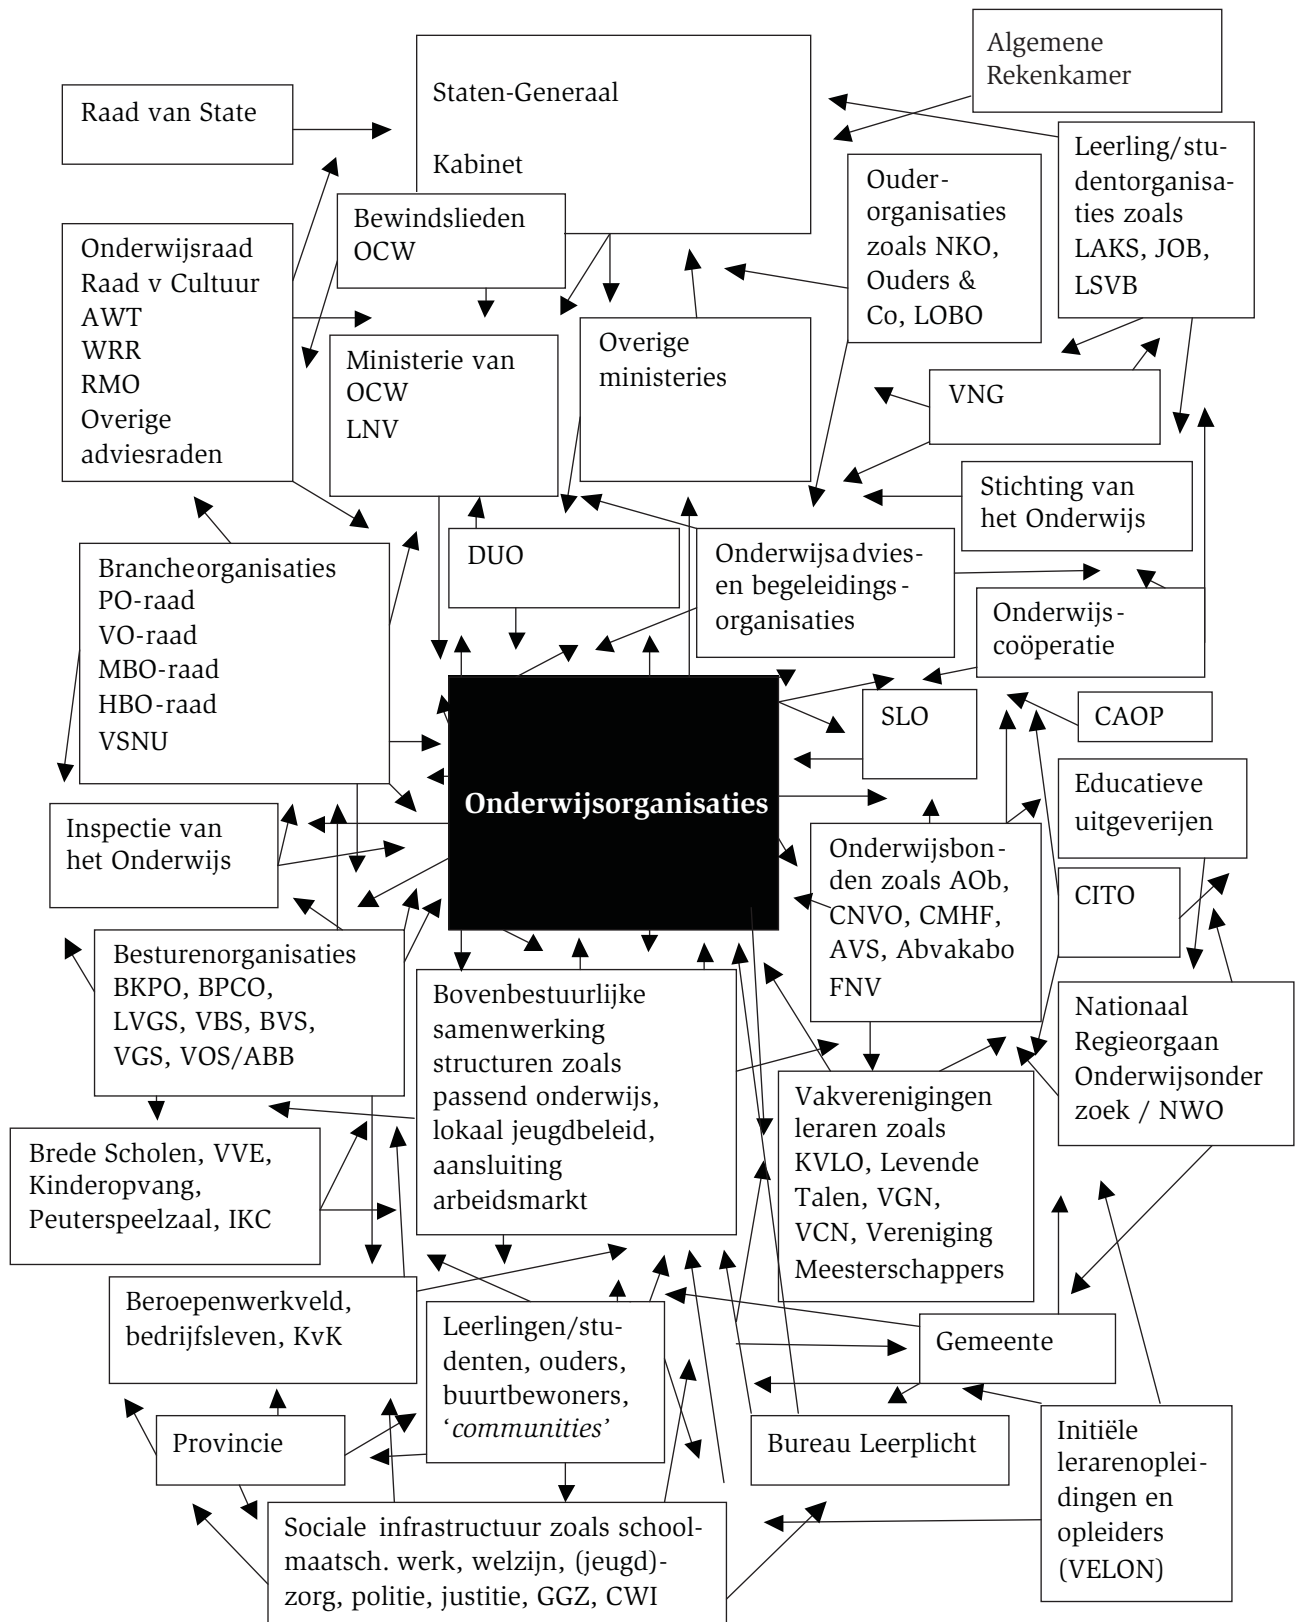 Algemene
Rekenkamer
Staten-Generaal
Kabinet
Raad van State
Leerling/stu-
dentorganisa-
ties zoals
LAKS, JOB,
LSVB
Ouder-
organisaties
zoals NKO,
Ouders &
Co, LOBO
Bewindslieden
OCW
Onderwijsraad
Raad v Cultuur
AWT
WRR
RMO
Overige
adviesraden
Ministerie van
OCW
LNV
Overige
ministeries
VNG
Stichting van
het Onderwijs
DUO
Onderwijsadvies-
en begeleidings-
organisaties
Brancheorganisaties
PO-raad
VO-raad
MBO-raad
HBO-raad
VSNU
Onderwijs-
coöperatie
SLO
CAOP
Onderwijsorganisaties
Educatieve
uitgeverijen
Inspectie van
het Onderwijs
Onderwijsbon-
den zoals AOb,
CNVO, CMHF,
AVS, Abvakabo
FNV
CITO
Besturenorganisaties
BKPO, BPCO,
LVGS, VBS, BVS,
VGS, VOS/ABB
Bovenbestuurlijke
samenwerking
structuren zoals
passend onderwijs,
lokaal jeugdbeleid,
aansluiting
arbeidsmarkt
Nationaal
Regieorgaan
Onderwijsonder
zoek / NWO
Vakverenigingen
leraren zoals
KVLO, Levende
Talen, VGN,
VCN, Vereniging
Meesterschappers
Brede Scholen, VVE,
Kinderopvang,
Peuterspeelzaal, IKC
Beroepenwerkveld,
bedrijfsleven, KvK
Leerlingen/stu-
denten, ouders,
buurtbewoners,
‘communities’
Gemeente
Provincie
Bureau Leerplicht
Initiële
lerarenoplei-
dingen en
opleiders
(VELON)
Sociale infrastructuur zoals school-
maatsch. werk, welzijn, (jeugd)-
zorg, politie, justitie, GGZ, CWI